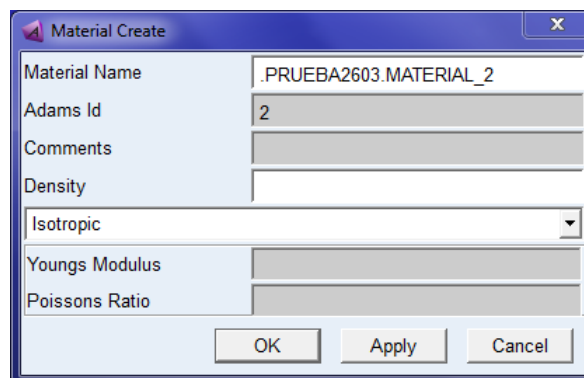 Material Create
X
Material Name .PRUEBA2603.MATERIAL_2
Adams Id 2
Comments
Density
Isotropic
Youngs Modulus
Poissons Ratio
OK Apply Cancel